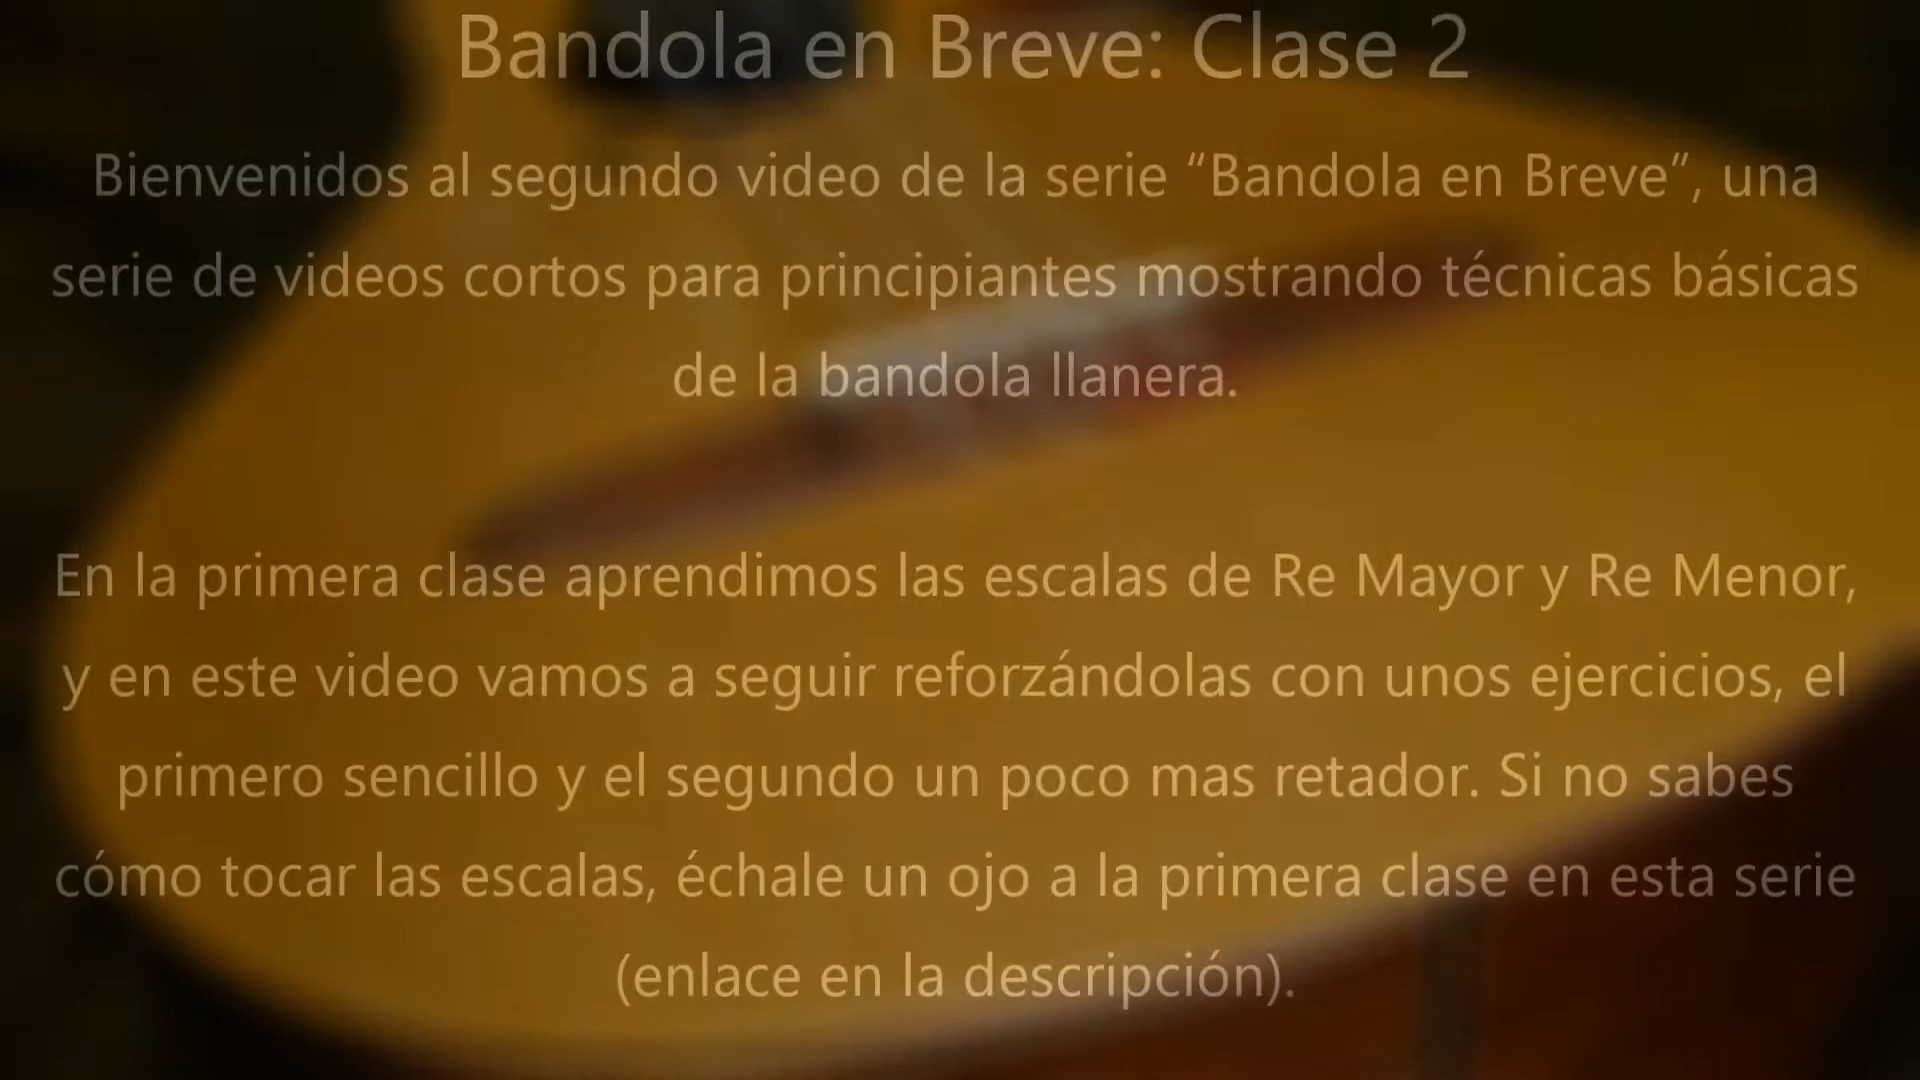 Bandola en Breve: Clase 2
Bienvenidos al segundo video de la serie “Bandola en Breve”, una
serie de videos cortos para principiantes mostrando técnicas básicas
de la bandola llanera.
En la primera clase aprendimos las escalas de Re Mayor y Re Menor,
y en este video vamos a seguir reforzándolas con unos ejercicios, el
primero sencillo y el segundo un poco mas retador. Si no sabes
cómo tocar las escalas, échale un ojo a la primera clase en esta serie
(enlace en la descripción).